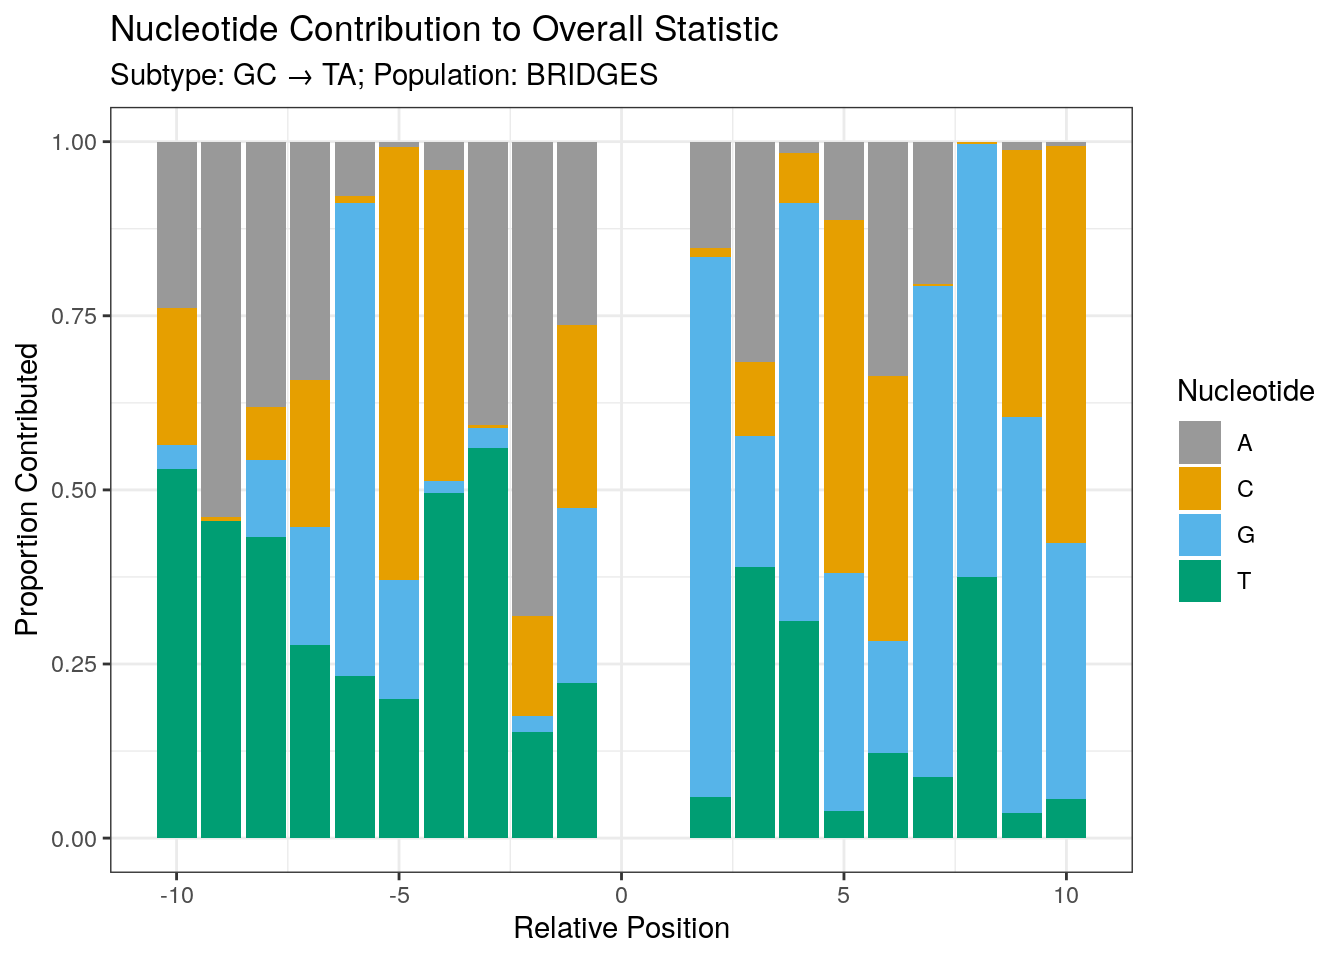 Nucleotide Contribution to Overall Statistic
Subtype: GC → TA; Population: BRIDGES
1.00
0.75
0.50
0.25
0.00
Proportion Contributed
-10
-5
0
5
10
Relative Position
Nucleotide
A
C
G
T